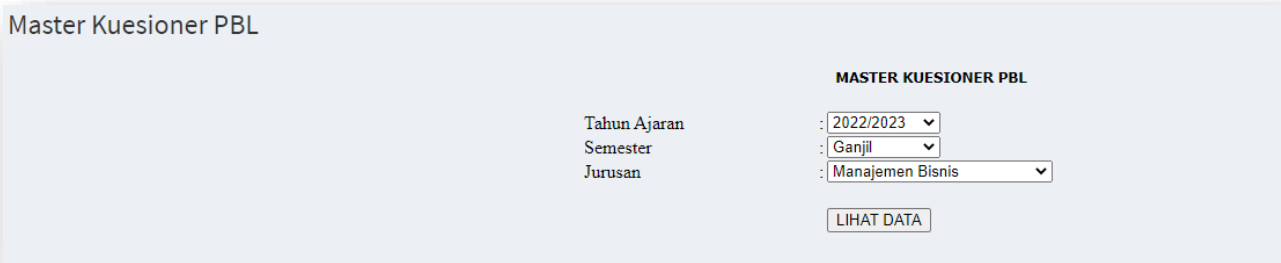 Master Kuesioner PBL
MASTER KUESIONER PBL
Tahun Ajaran : 2022/2023
Semester : Ganjil
Jurusan : Manajemen Bisnis
LIHAT DATA